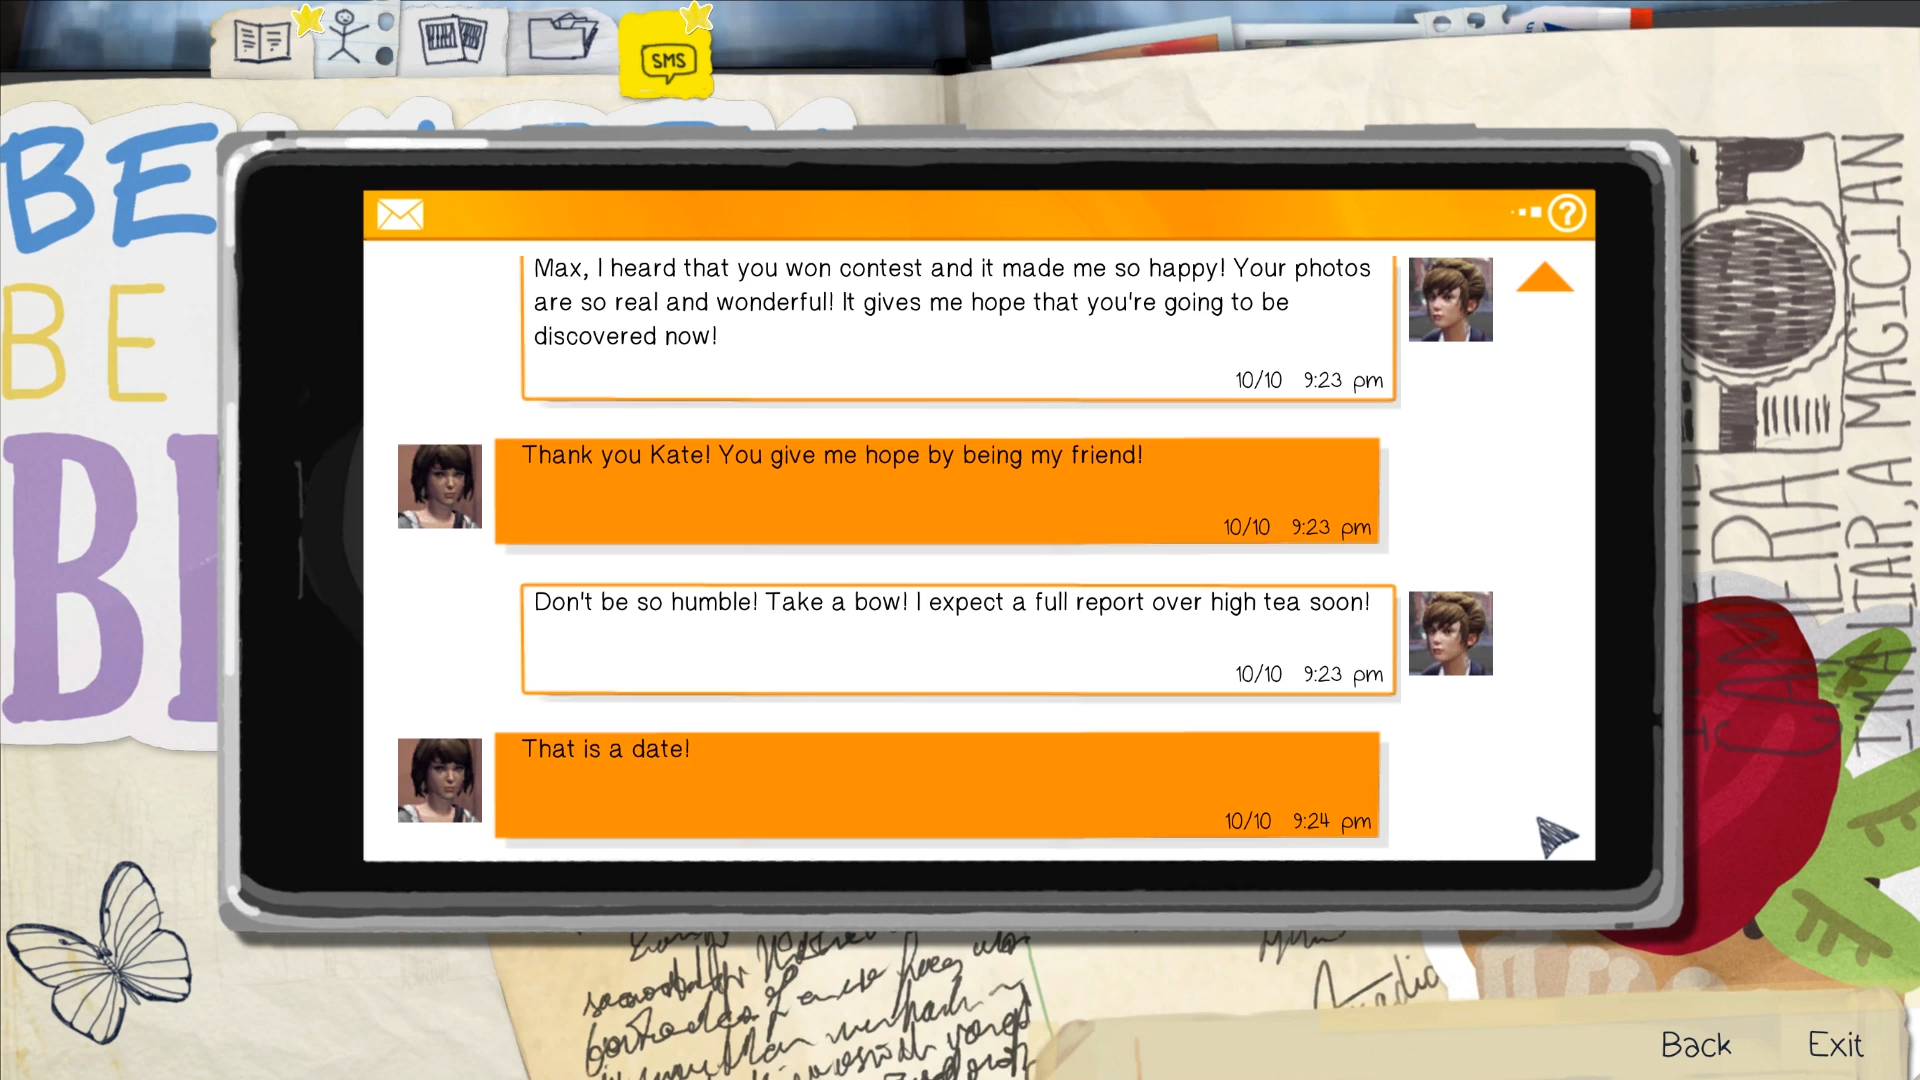 SMS
BE
BE
Max, I heard that you won contest and it made me so happy! Your photos
are so real and wonderful! It gives me hope that you're going to be
discovered now!
10/10 9:23 pm
Thank you Kate! You give me hope by being my friend!
10/10 9:23 pm
Don't be so humble! Take a bow! I expect a full report over high tea soon!
10/10 9:23 pm
That is a date!
10/10 9:24 pm
CAMERA
I'M A LIAR, A MAGICIAN
Back
Exit